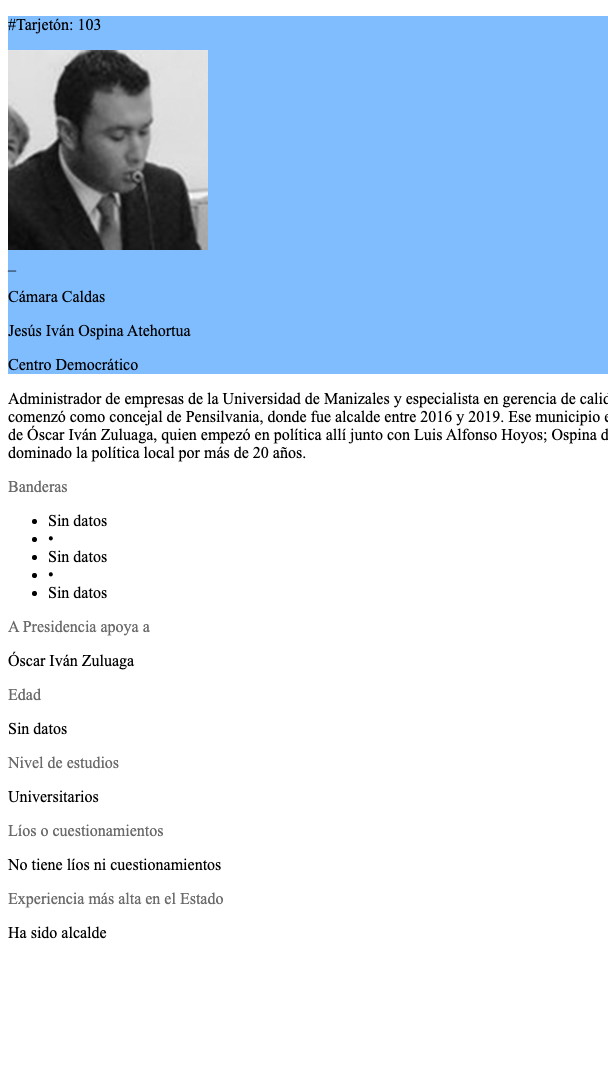 #Tarjetón: 103
_
Cámara Caldas
Jesús Iván Ospina Atehortua
Centro Democrático
Administrador de empresas de la Universidad de Manizales y especialista en gerencia de
comenzó como concejal de Pensilvania, donde fue alcalde entre 2016 y 2019. Ese municipio
de Óscar Iván Zuluaga, quien empezó en política allí junto con Luis Alfonso Hoyos; Ospina
dominado la política local por más de 20 años.
Banderas
• Sin datos
• •
• Sin datos
• •
• Sin datos
A Presidencia apoya a
Óscar Iván Zuluaga
Edad
Sin datos
Nivel de estudios
Universitarios
Líos o cuestionamientos
No tiene líos ni cuestionamientos
Experiencia más alta en el Estado
Ha sido alcalde